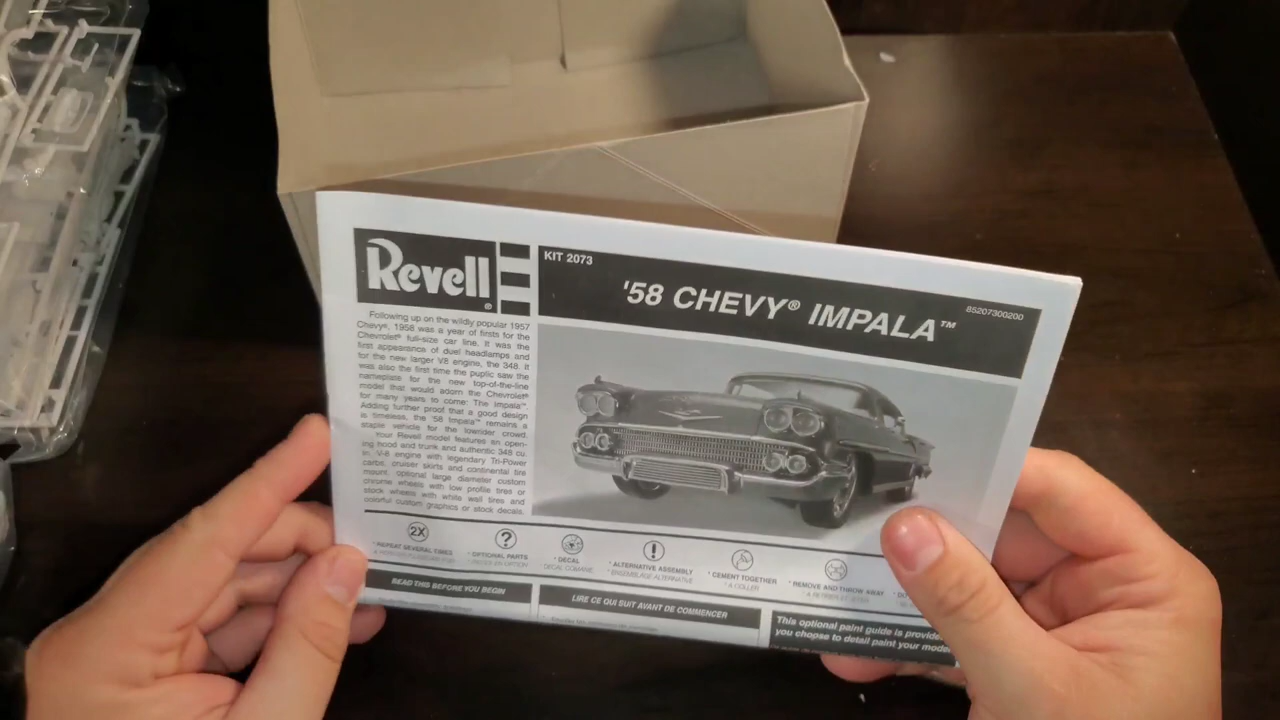 Revell
KIT 2073
'58 CHEVY® IMPALA™
85207300200
Following up on the wildly popular 1957
Chevy®, 1958 was a year of firsts for the
Chevrolet® full-size car line. It was the
first appearance of duel headlamps and
for the new larger V8 engine, the 348. It
was also the first time the puplic saw the
nameplate for the new top-of-the-line
model that would adorn the Chevrolet®
for many years to come: The Impala™.
Adding further proof that a good design
is timeless, the '58 Impala™ remains a
staple vehicle for the lowrider crowd.
Your Revell model features an open-
ing hood and trunk and authentic 348 cu.
in. V-8 engine with legendary Tri-Power
carbs, cruiser skirts and continental tire
mount, optional large diameter custom
chrome wheels with low profile tires or
stock wheels with white wall tires and
colorful custom graphics or stock decals.
2X
?
!
* REPEAT SEVERAL TIMES
* OPTIONAL PARTS
* DECAL
DECALCOMANIE
* ALTERNATIVE ASSEMBLY
* ENSEMBLAGE ALTERNATIVE
* CEMENT TOGETHER
* A COLLER
* REMOVE AND THROW AWAY
READ THIS BEFORE YOU BEGIN
LIRE CE QUI SUIT AVANT DE COMMENCER
This optional paint guide is provided
you choose to detail paint your model